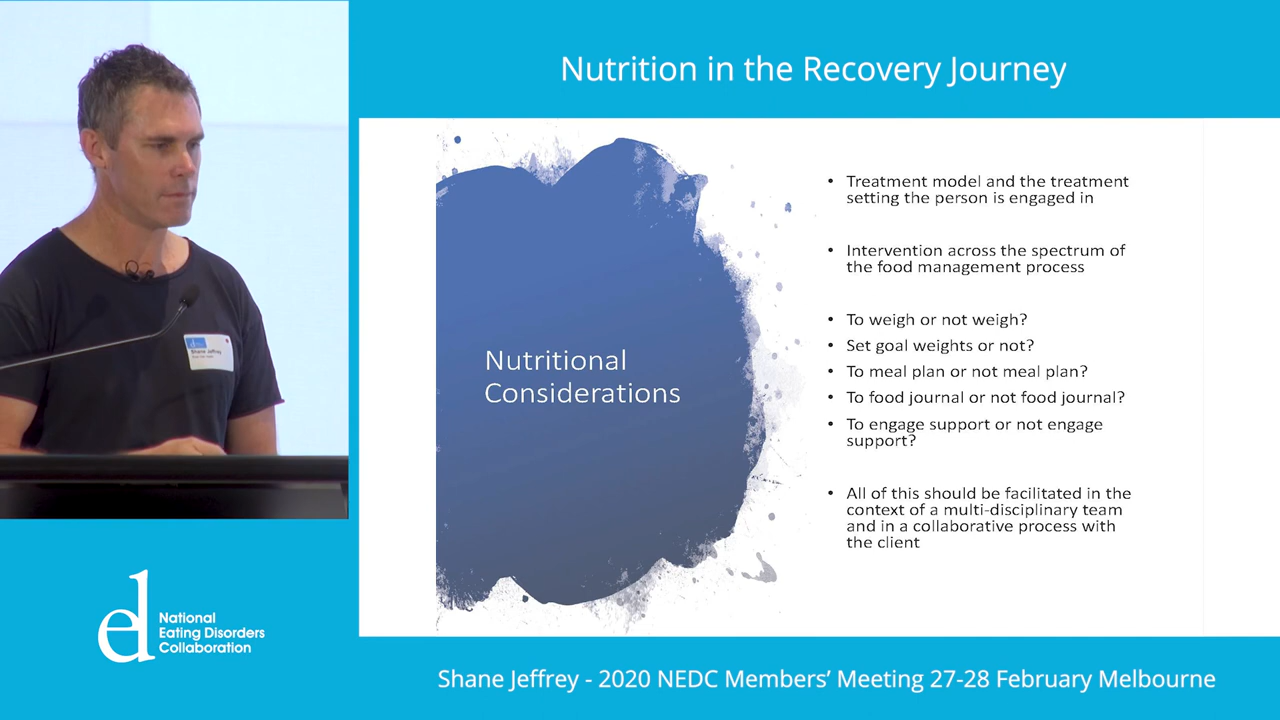 Nutrition in the Recovery Journey
Nutritional
Considerations
• Treatment model and the treatment
setting the person is engaged in
• Intervention across the spectrum of
the food management process
• To weigh or not weigh?
• Set goal weights or not?
• To meal plan or not meal plan?
• To food journal or not food journal?
• To engage support or not engage
support?
• All of this should be facilitated in the
context of a multi-disciplinary team
and in a collaborative process with
the client
Shane Jeffrey
ed
National
Eating Disorders
Collaboration
Shane Jeffrey - 2020 NEDC Members’ Meeting 27-28 February Melbourne